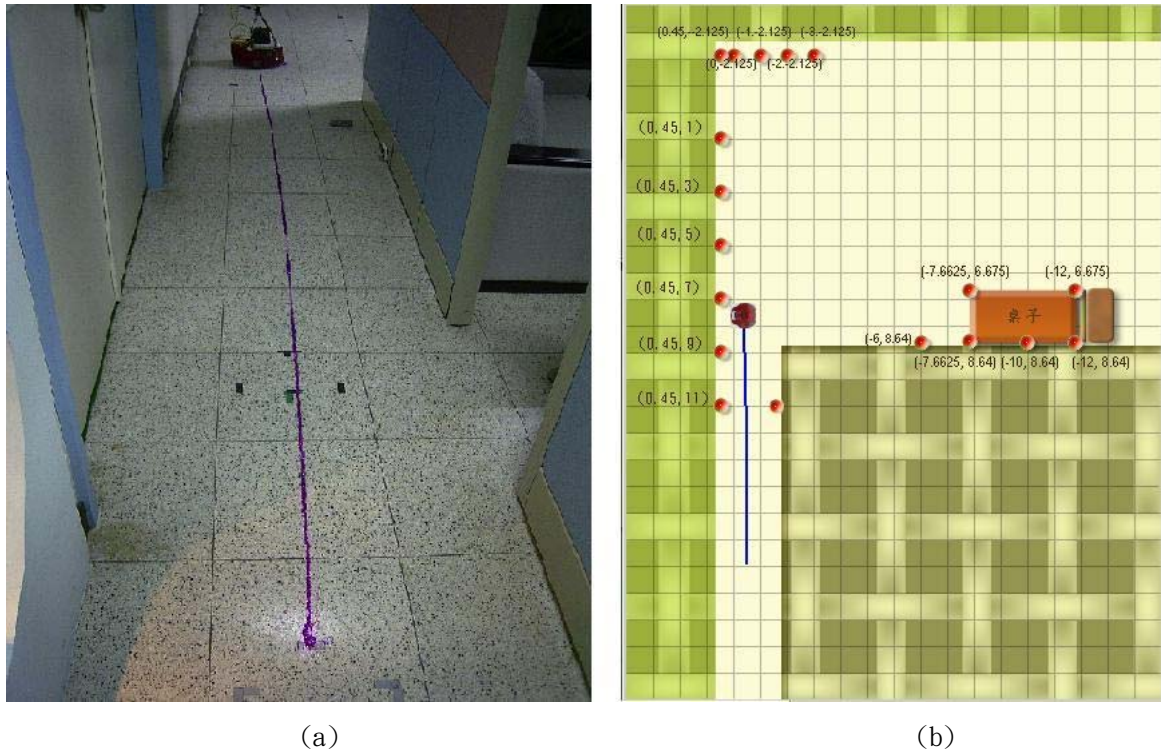 (0.45,-2.125) (-1.-2.125) (-3.-2.125)
(0,-2.125) (-2.-2.125)
(0.45,1)
(0.45,3)
(0.45,5)
(-7.6625, 6.675) (-12, 6.675)
(0.45,7)
桌子
(-6, 8.64)
(0.45,9)
(-7.6625, 8.64) (-10, 8.64) (-12, 8.64)
(0.45,11)
(a) (b)